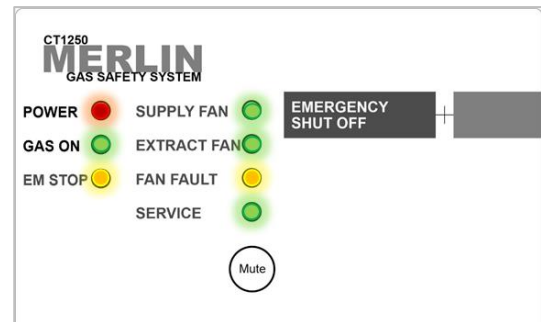 CT1250
MERLIN
GAS SAFETY SYSTEM
POWER
GAS ON
EM STOP
SUPPLY FAN
EXTRACT FAN
FAN FAULT
SERVICE
Mute
EMERGENCY
SHUT OFF